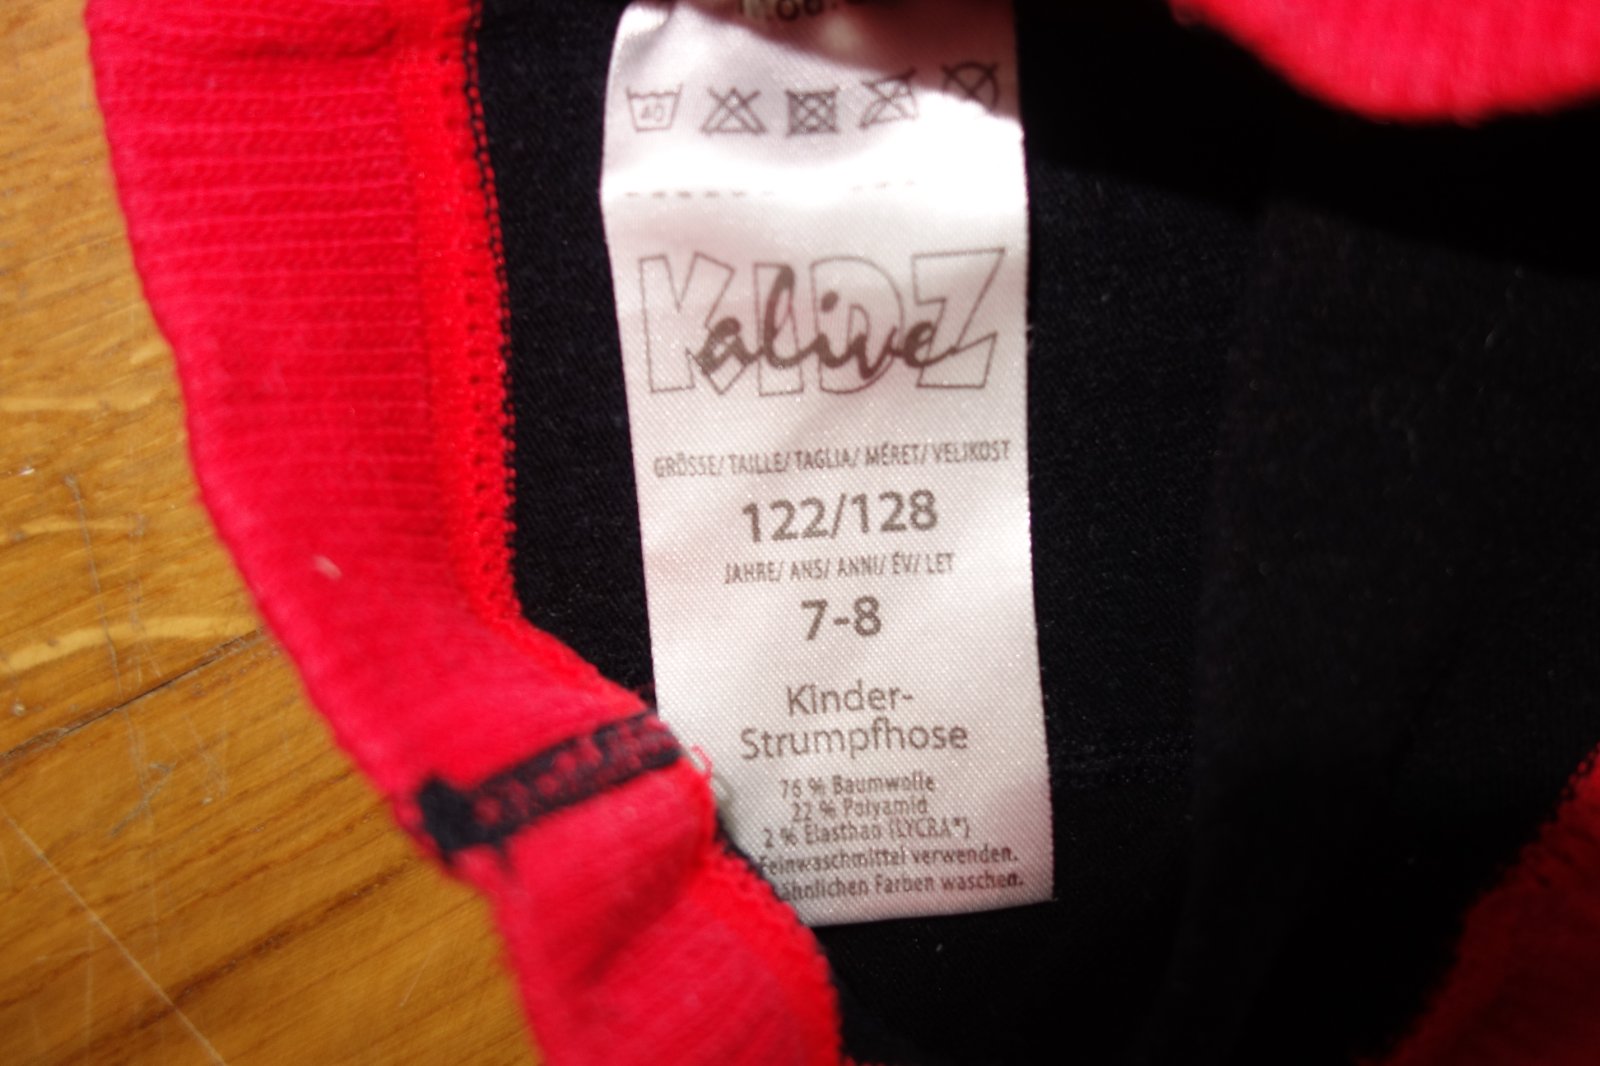 40
KIDZ
alive
GRÖSSE/ TAILLE/ TAGLIA/ MÉRET/ VELIKOST
122/128
JAHRE/ ANS/ ANNI/ ÉV/ LET
7-8
Kinder-
Strumpfhose
76 % Baumwolle
22 % Polyamid
2 % Elasthan (LYCRA®)
Feinwaschmittel verwenden.
ähnlichen Farben waschen.